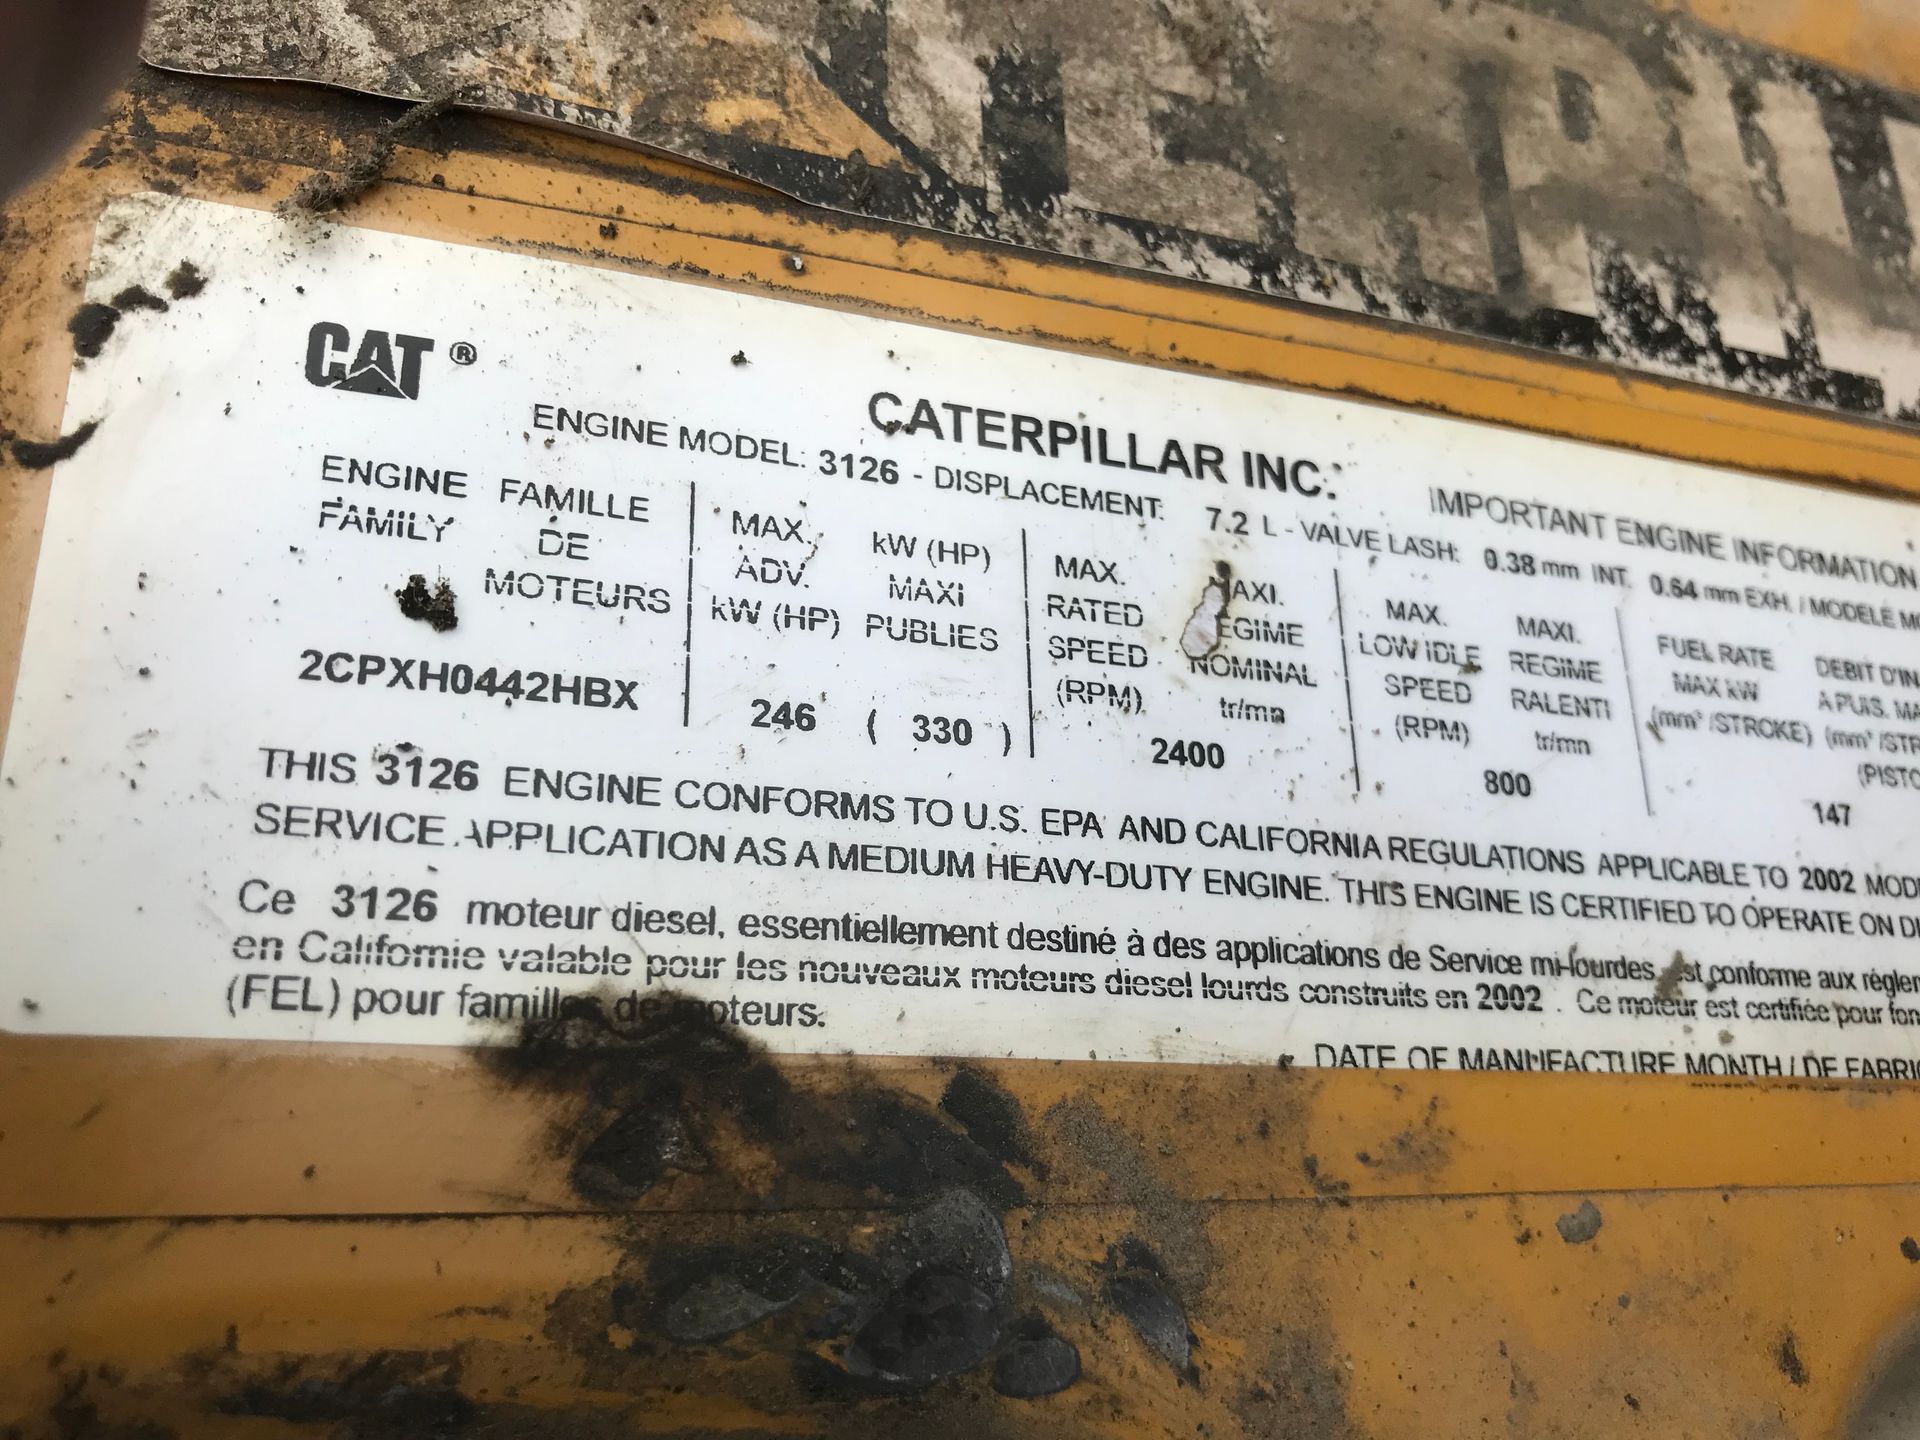 CAT®
CATERPILLAR INC.
IMPORTANT ENGINE INFORMATION
ENGINE MODEL: 3126 - DISPLACEMENT: 7.2 L - VALVE LASH: 0.38 mm INT. 0.64 mm EXH. / MODELE
ENGINE FAMILY
FAMILLE DE MOTEURS
2CPXH0442HBX
MAX. ADV. kW (HP)
kW (HP) MAXI PUBLIES
246 ( 330 )
MAX. RATED SPEED (RPM)
NOMINAL tr/mn
2400
MAX. LOW IDLE SPEED (RPM)
MAXI. REGIME RALENTI tr/mn
800
FUEL RATE MAX kW (mm³/STROKE)
DEBIT A PUIS.
147
THIS 3126 ENGINE CONFORMS TO U.S. EPA AND CALIFORNIA REGULATIONS APPLICABLE TO 2002
SERVICE APPLICATION AS A MEDIUM HEAVY-DUTY ENGINE. THIS ENGINE IS CERTIFIED TO OPERATE ON
Ce 3126 moteur diesel, essentiellement destiné à des applications de Service mi-lourdes, est conforme aux
en Californie valable pour les nouveaux moteurs diesel lourds construits en 2002 . Ce moteur est certifiée pour
(FEL) pour familles de moteurs.
DATE OF MANUFACTURE MONTH / DE